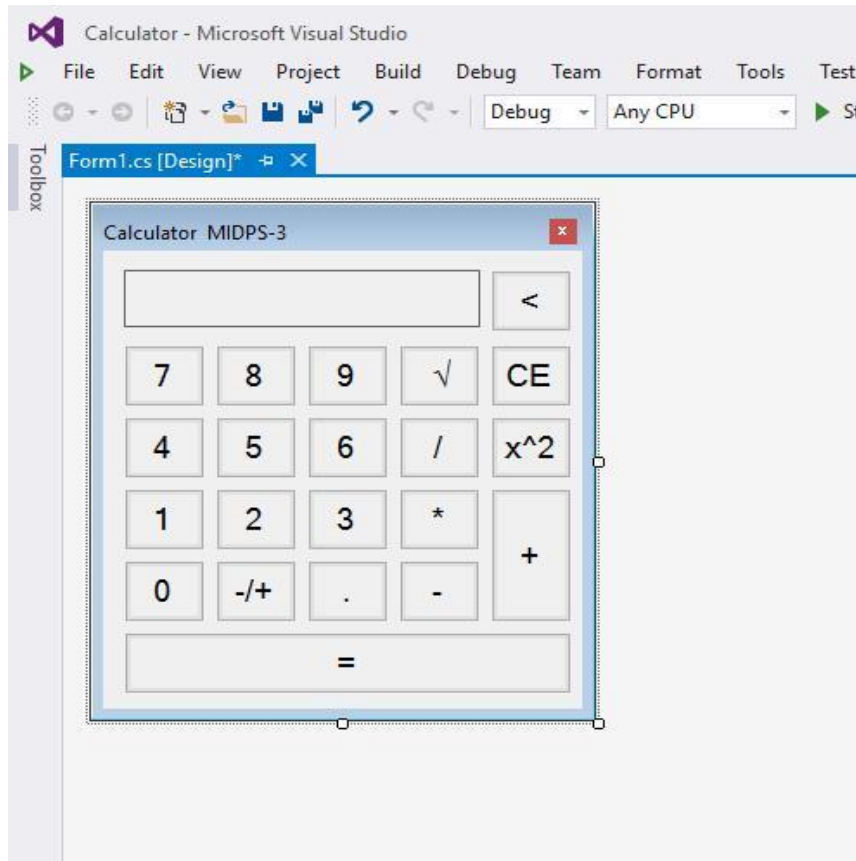 Calculator - Microsoft Visual Studio
File Edit View Project Build Debug Team Format Tools Test
Debug Any CPU
Toolbox
Form1.cs [Design]*
Calculator MIDPS-3
<
7 8 9 √ CE
4 5 6 / x^2
1 2 3 *
+
0 -/+ . -
=